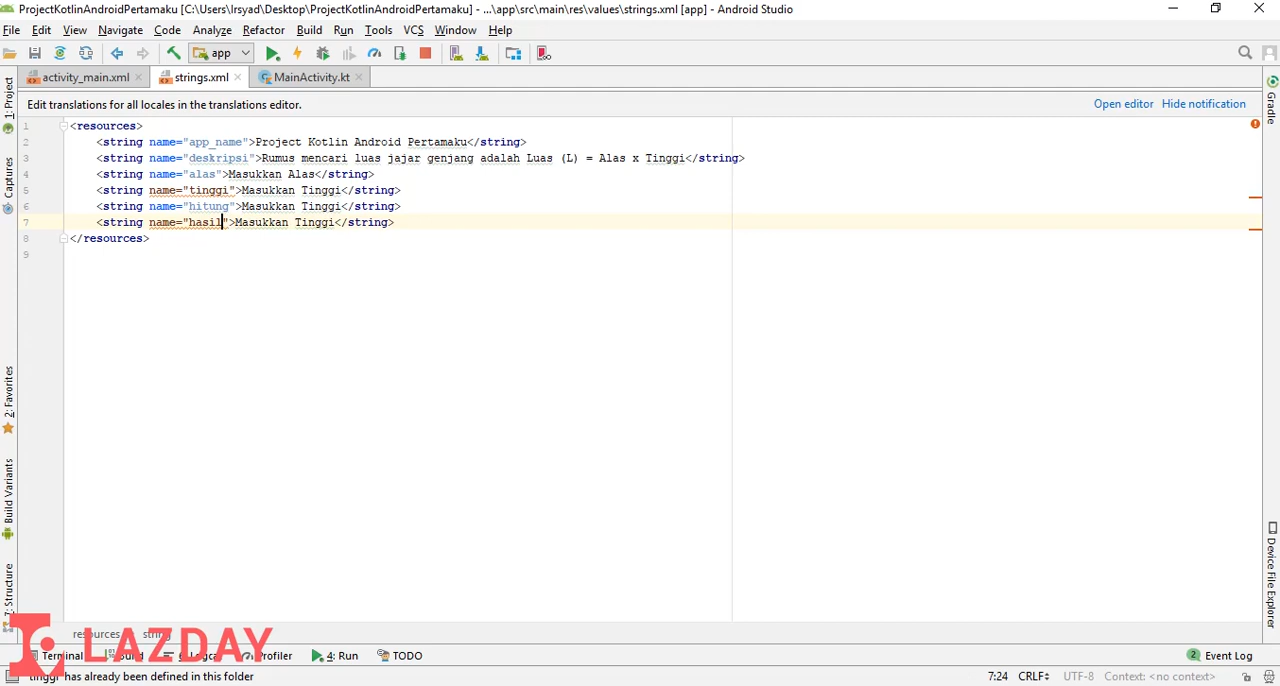 ProjectKotlinAndroidPertamaku [C:\Users\Irsyad\Desktop\ProjectKotlinAndroidPertamaku] - ...\app\src\main\res\values\strings.xml [app] - Android Studio
File Edit View Navigate Code Analyze Refactor Build Run Tools VCS Window Help
app
activity_main.xml strings.xml MainActivity.kt
Edit translations for all locales in the translations editor. Open editor Hide notification
1 <resources>
2 <string name="app_name">Project Kotlin Android Pertamaku</string>
3 <string name="deskripsi">Rumus mencari luas jajar genjang adalah Luas (L) = Alas x Tinggi</string>
4 <string name="alas">Masukkan Alas</string>
5 <string name="tinggi">Masukkan Tinggi</string>
6 <string name="hitung">Masukkan Tinggi</string>
7 <string name="hasil">Masukkan Tinggi</string>
8 </resources>
9
1: Project
Captures
2: Favorites
Build Variants
7: Structure
Gradle
Device File Explorer
resources string
LAZDAY
Terminal 4: Run TODO 2 Event Log
has already been defined in this folder 7:24 CRLF UTF-8 Context: <no context>